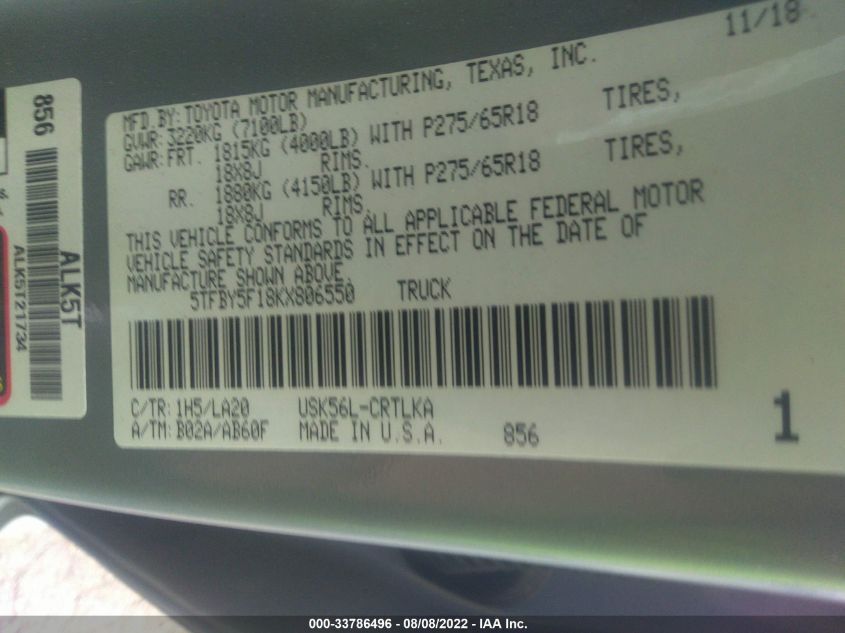 11/18
MFD.BY: TOYOTA MOTOR MANUFACTURING, TEXAS, INC.
GVWR: 3220KG (7100LB)
GAWR: FRT. 1815KG (4000LB) WITH P275/65R18 TIRES,
18X8J RIMS.
RR. 1880KG (4150LB) WITH P275/65R18 TIRES,
18X8J RIMS.
THIS VEHICLE CONFORMS TO ALL APPLICABLE FEDERAL MOTOR
VEHICLE SAFETY STANDARDS IN EFFECT ON THE DATE OF
MANUFACTURE SHOWN ABOVE.
5TFBY5F18KX806550 TRUCK
C/TR: 1H5/LA20 USK56L-CRTLKA
A/TM: B02A/AB60F MADE IN U.S.A. 856
1
856
ALK5T
ALK5T21734
000-33786496 - 08/08/2022 - IAA Inc.